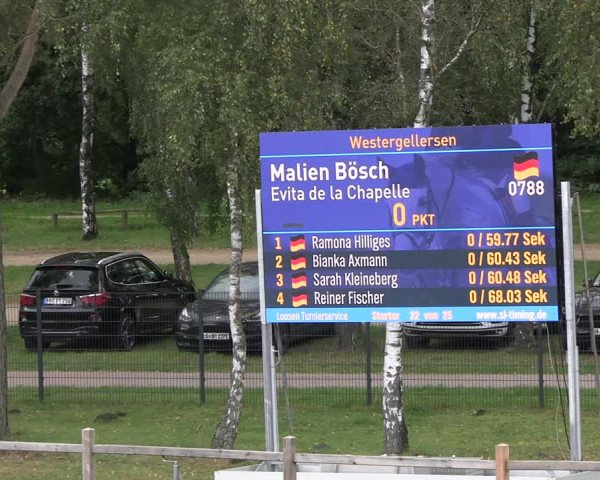 Westergellersen
Malien Bösch
Evita de la Chapelle
0788
0 PKT
1 Ramona Hilliges 0 / 59.77 Sek
2 Bianka Axmann 0 / 60.43 Sek
3 Sarah Kleineberg 0 / 60.48 Sek
4 Reiner Fischer 0 / 68.03 Sek
Loosen Turnierservice Starter 22 von 25 www.sl-timing.de